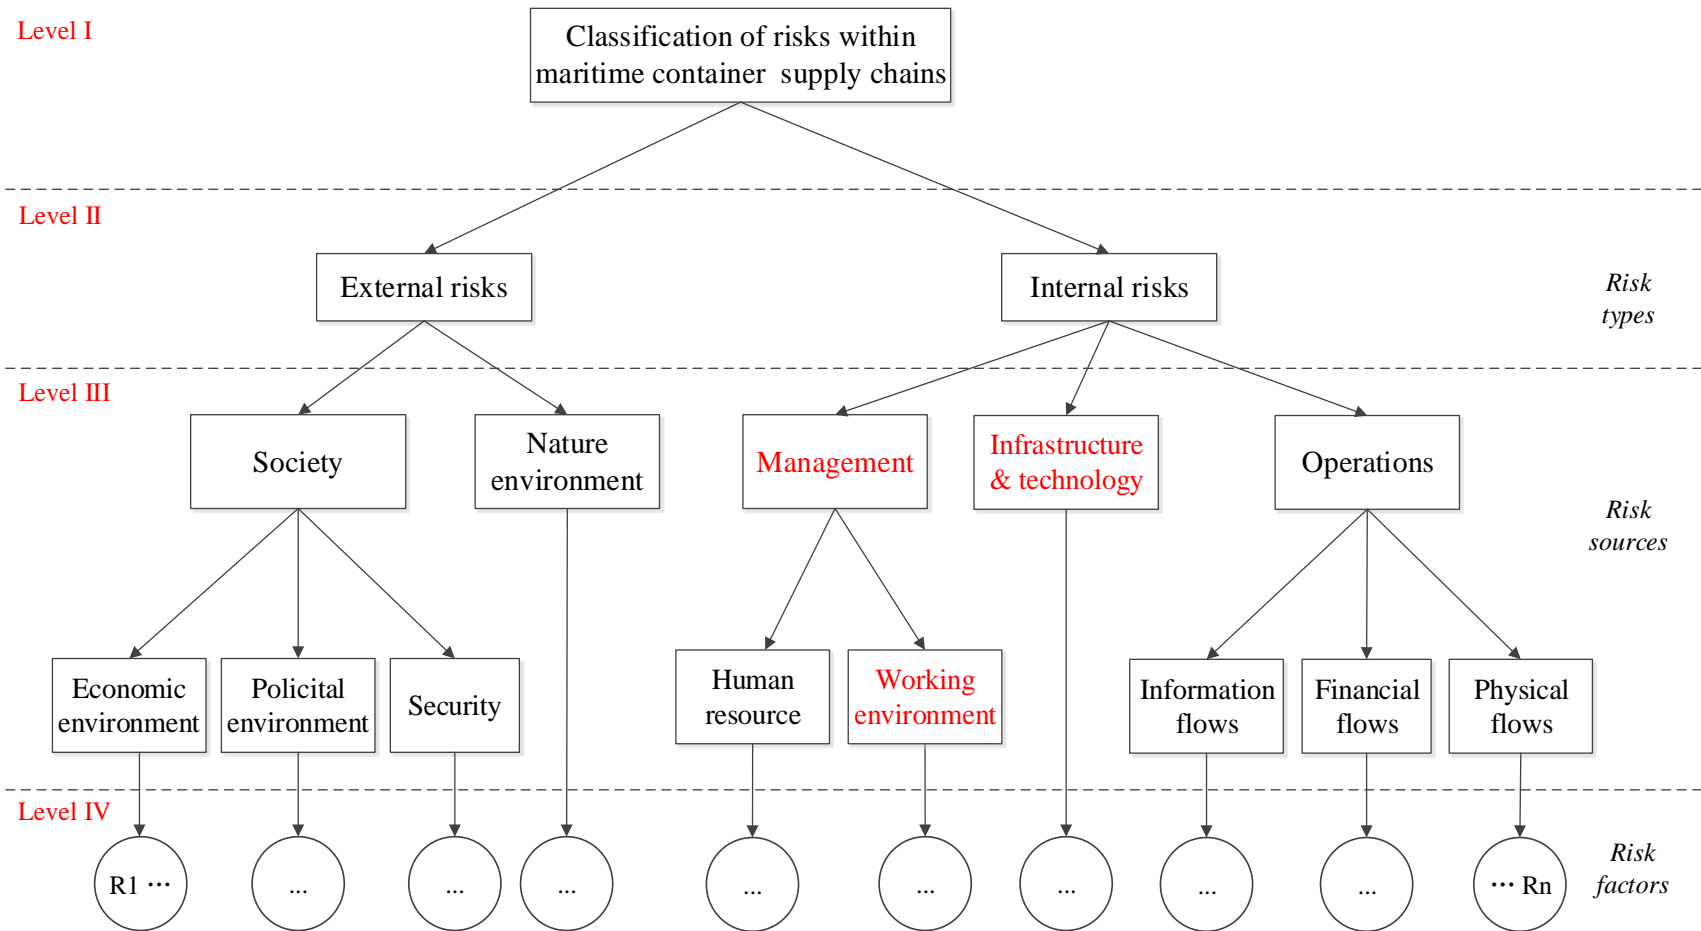 Level I
Classification of risks within
maritime container supply chains
Level II
External risks
Internal risks
Risk
types
Level III
Society
Nature
environment
Management
Infrastructure
& technology
Operations
Risk
sources
Economic
environment
Policital
environment
Security
Human
resource
Working
environment
Information
flows
Financial
flows
Physical
flows
Level IV
R1 ···
...
...
...
...
...
...
...
...
··· Rn
Risk
factors